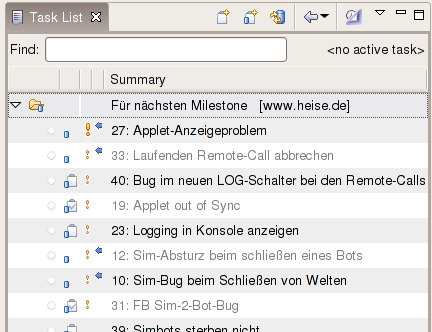 Task List
Find:
<no active task>
Summary
Für nächsten Milestone [www.heise.de]
27: Applet-Anzeigeproblem
33: Laufenden Remote-Call abbrechen
40: Bug im neuen LOG-Schalter bei den Remote-Calls
19: Applet out of Sync
23: Logging in Konsole anzeigen
12: Sim-Absturz beim schließen eines Bots
10: Sim-Bug beim Schließen von Welten
31: FB Sim-2-Bot-Bug
39: Simbots sterben nicht